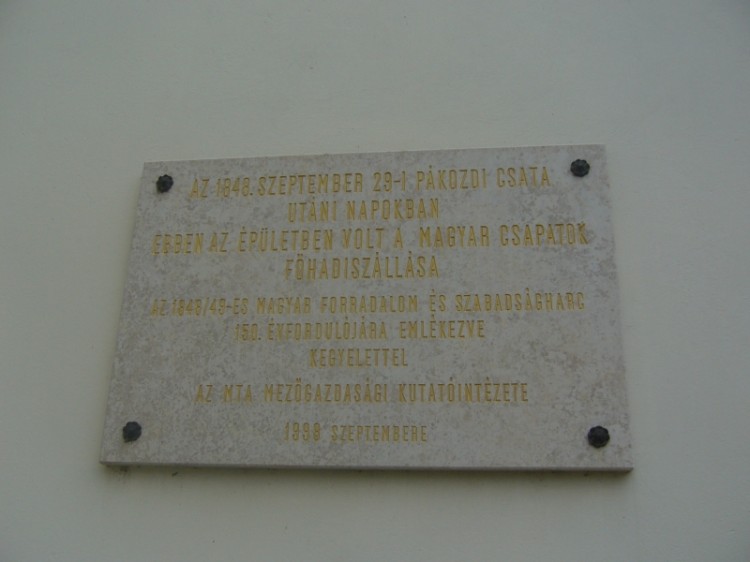 AZ 1848. SZEPTEMBER 29-I PÁKOZDI CSATA
UTÁNI NAPOKBAN
EBBEN AZ ÉPÜLETBEN VOLT A MAGYAR CSAPATOK
FŐHADISZÁLLÁSA
AZ 1848/49-ES MAGYAR FORRADALOM ÉS SZABADSÁGHARC
150. ÉVFORDULÓJÁRA EMLÉKEZVE
KEGYELETTEL
AZ MTA MEZŐGAZDASÁGI KUTATÓINTÉZETE
1998 SZEPTEMBERE